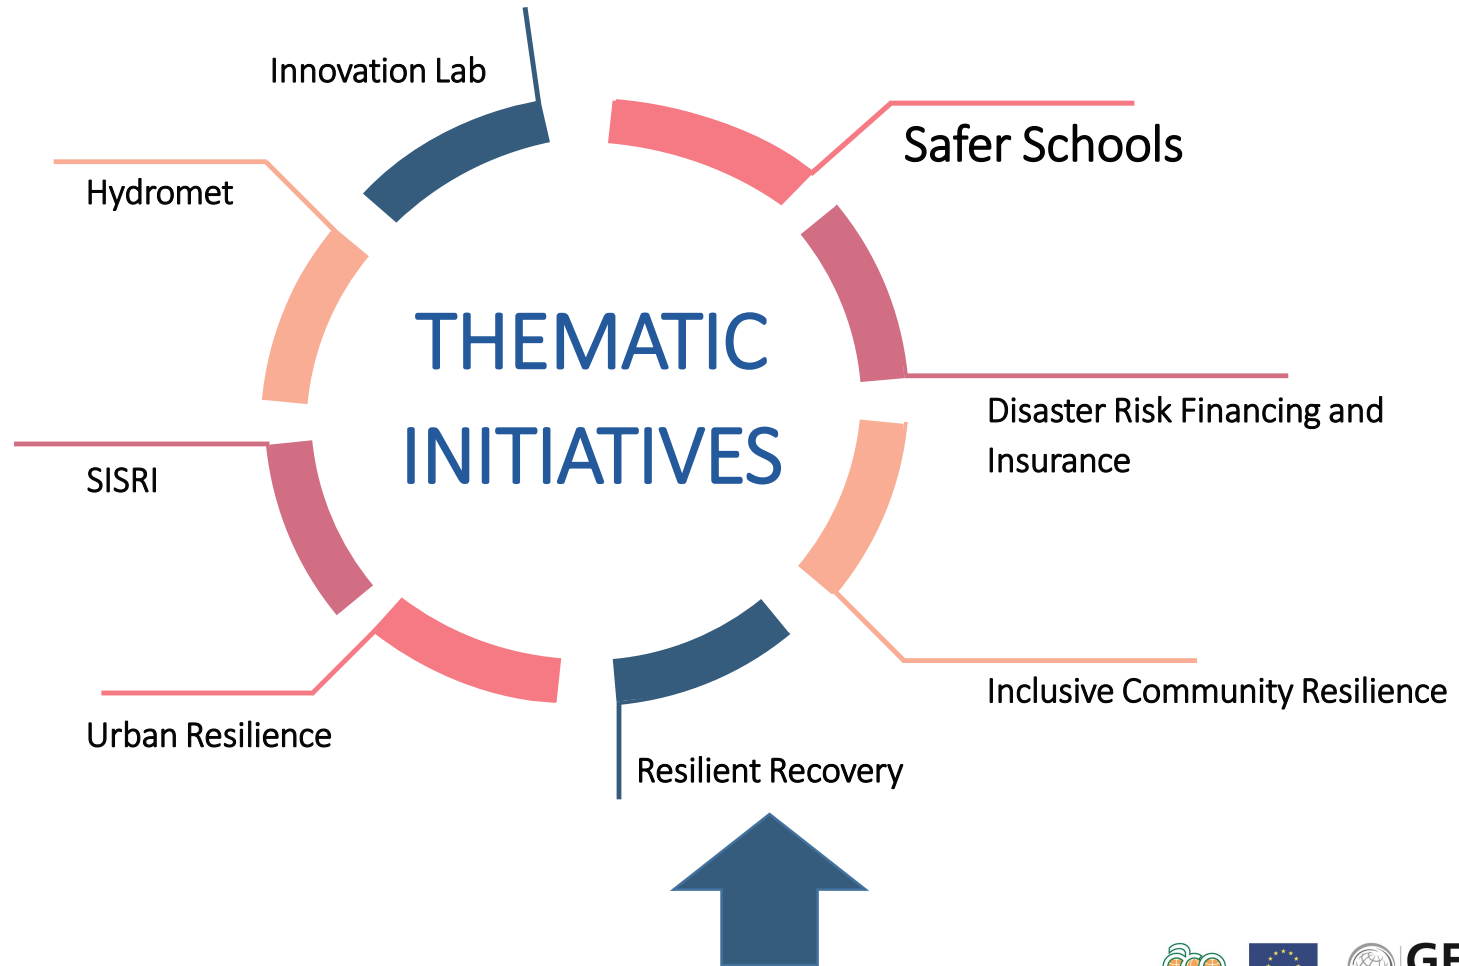 Innovation Lab
Safer Schools
Hydromet
THEMATIC
INITIATIVES
Disaster Risk Financing and
Insurance
SISRI
Inclusive Community Resilience
Urban Resilience
Resilient Recovery